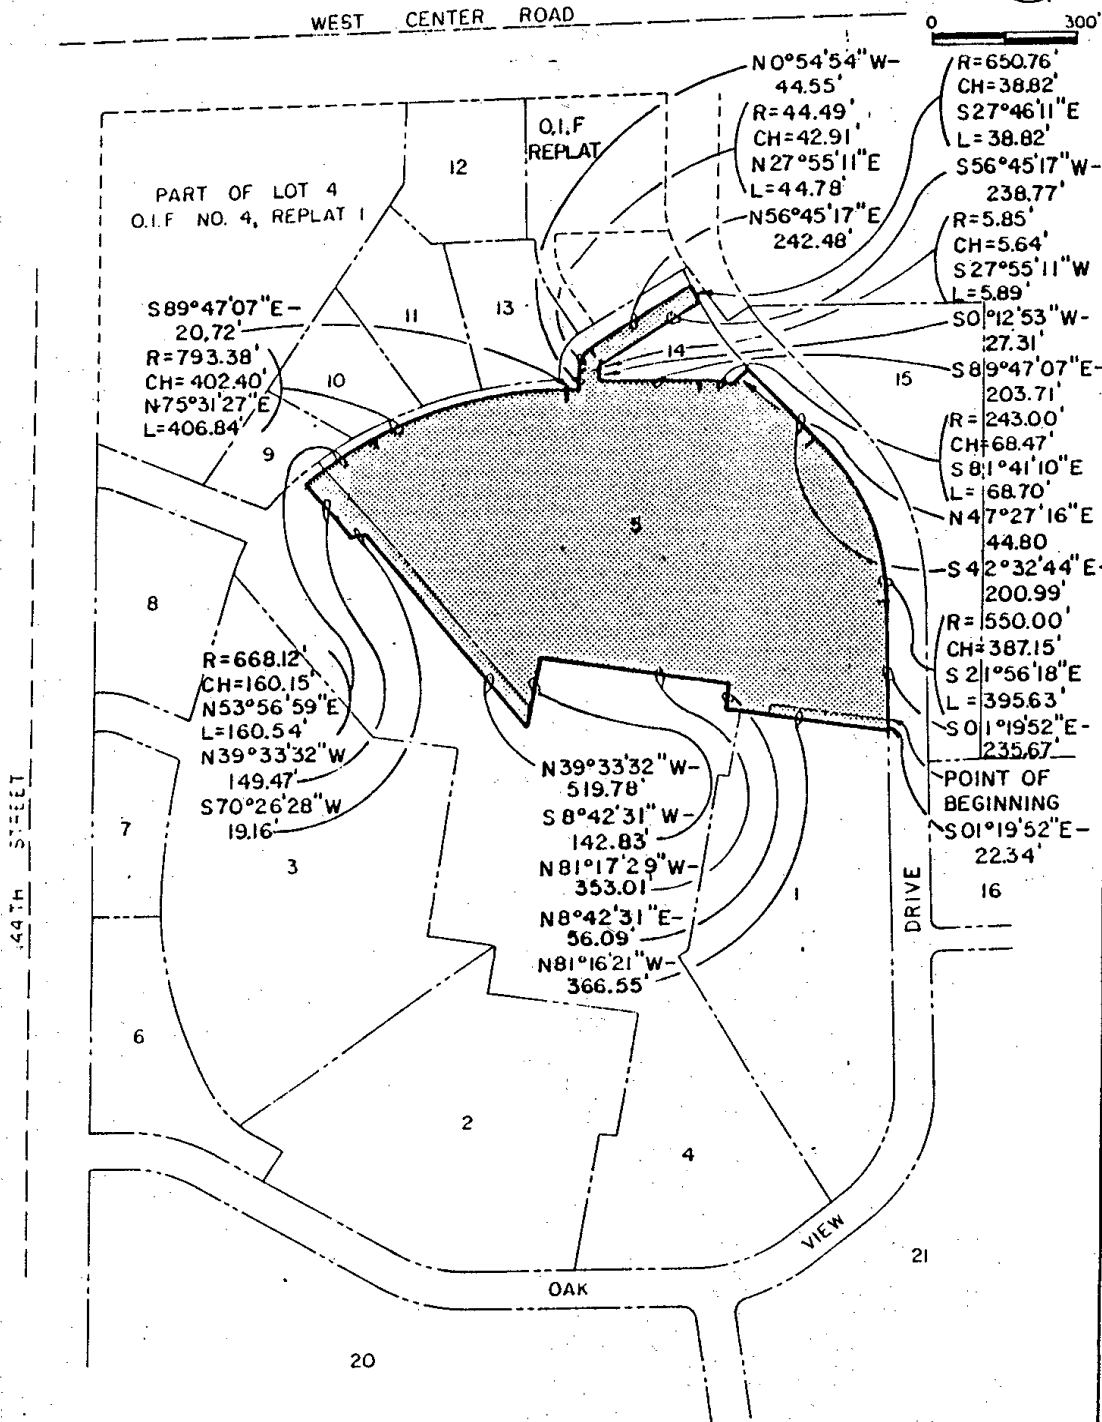 WEST CENTER ROAD
0 300'
N0°54'54"W-
44.55'
R=44.49'
CH=42.91'
N27°55'11"E
L=44.78'
N56°45'17"E
242.48'
R=650.76'
CH=38.82'
S27°46'11"E
L=38.82'
S56°45'17"W-
238.77'
R=5.85'
CH=5.64'
S27°55'11"W
L=5.89'
S0°12'53"W-
27.31'
S89°47'07"E-
203.71'
R=243.00'
CH=68.47'
S81°41'10"E
L=68.70'
N47°27'16"E
44.80
S42°32'44"E-
200.99'
R=550.00'
CH=387.15'
S21°56'18"E
L=395.63'
S01°19'52"E-
235.67'
POINT OF
BEGINNING
S01°19'52"E-
22.34'
O.I.F
REPLAT
12
PART OF LOT 4
O.I.F NO. 4, REPLAT 1
S89°47'07"E-
20.72'
R=793.38'
CH=402.40'
N75°31'27"E
L=406.84'
11
13
10
14
15
9
5
8
R=668.12'
CH=160.15'
N53°56'59"E
L=160.54'
N39°33'32"W
149.47'
S70°26'28"W
19.16'
N39°33'32"W-
519.78'
S8°42'31"W-
142.83'
N81°17'29"W-
353.01'
N8°42'31"E-
56.09'
N81°16'21"W-
366.55'
7
3
1
16
44TH STREET
DRIVE
6
2
4
VIEW
21
OAK
20